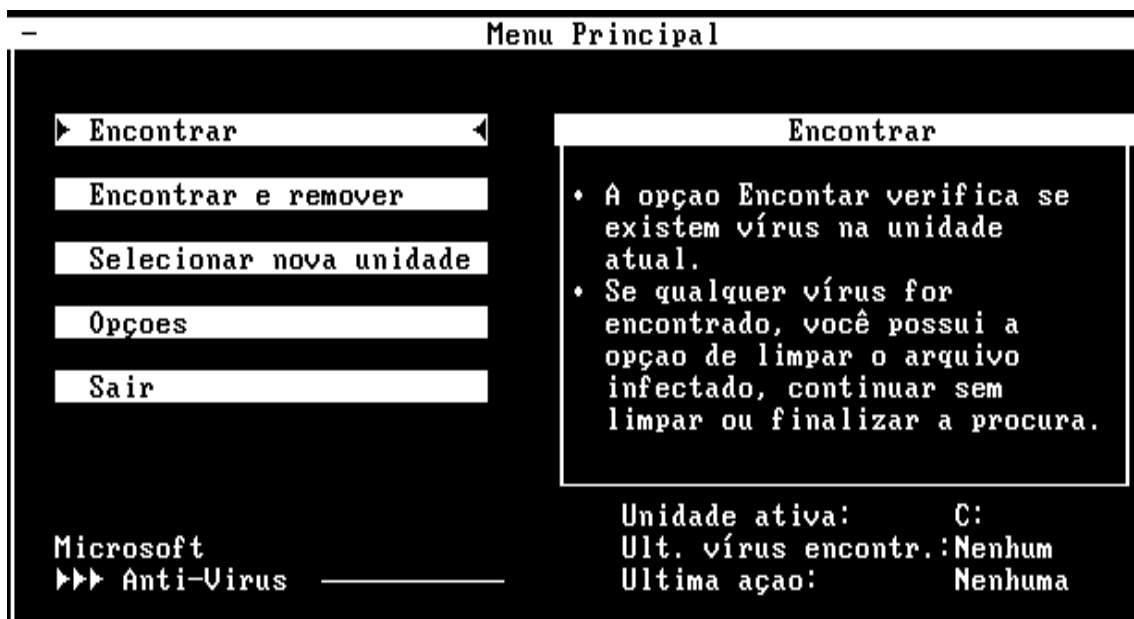 Menu Principal
Encontrar
Encontrar e remover
Selecionar nova unidade
Opçoes
Sair
Encontrar
• A opçao Encontar verifica se
existem vírus na unidade
atual.
• Se qualquer vírus for
encontrado, você possui a
opçao de limpar o arquivo
infectado, continuar sem
limpar ou finalizar a procura.
Unidade ativa: C:
Ult. vírus encontr.:Nenhum
Ultima açao: Nenhuma
Microsoft
Anti-Virus